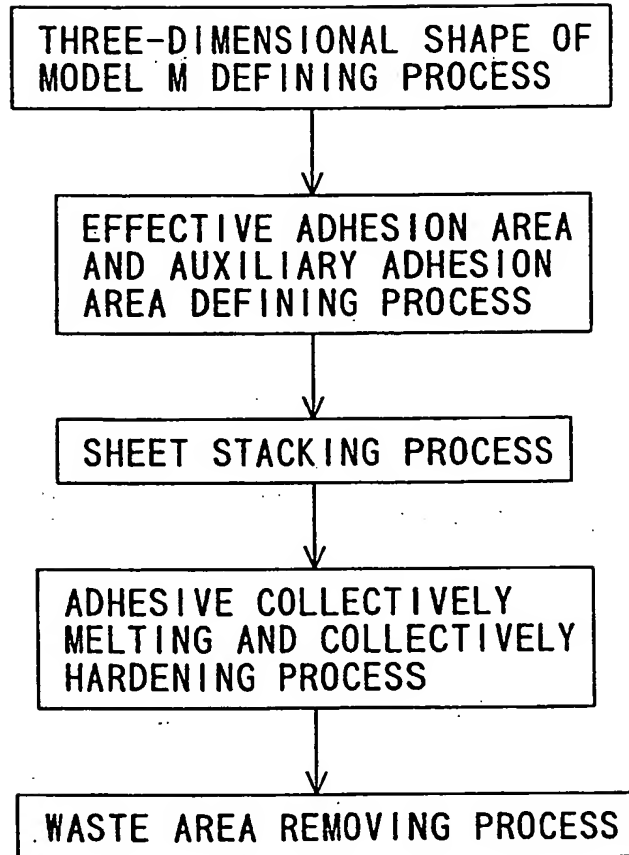 THREE-DIMENSIONAL SHAPE OF
MODEL M DEFINING PROCESS
EFFECTIVE ADHESION AREA
AND AUXILIARY ADHESION
AREA DEFINING PROCESS
SHEET STACKING PROCESS
ADHESIVE COLLECTIVELY
MELTING AND COLLECTIVELY
HARDENING PROCESS
WASTE AREA REMOVING PROCESS